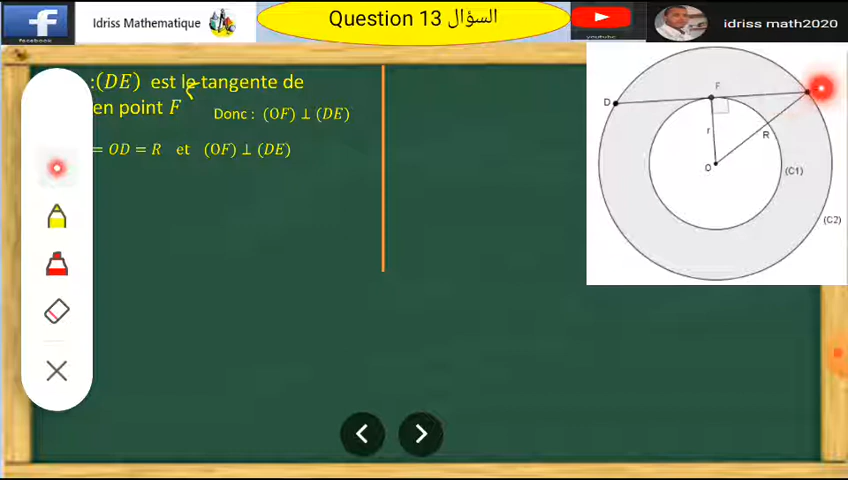 facebook
Idriss Mathematique
Question 13 السؤال
youtube
idriss math2020
:(DE) est le tangente de
en point F
Donc : (OF) ⊥ (DE)
= OD = R et (OF) ⊥ (DE)
F
D
r
R
O
(C1)
(C2)